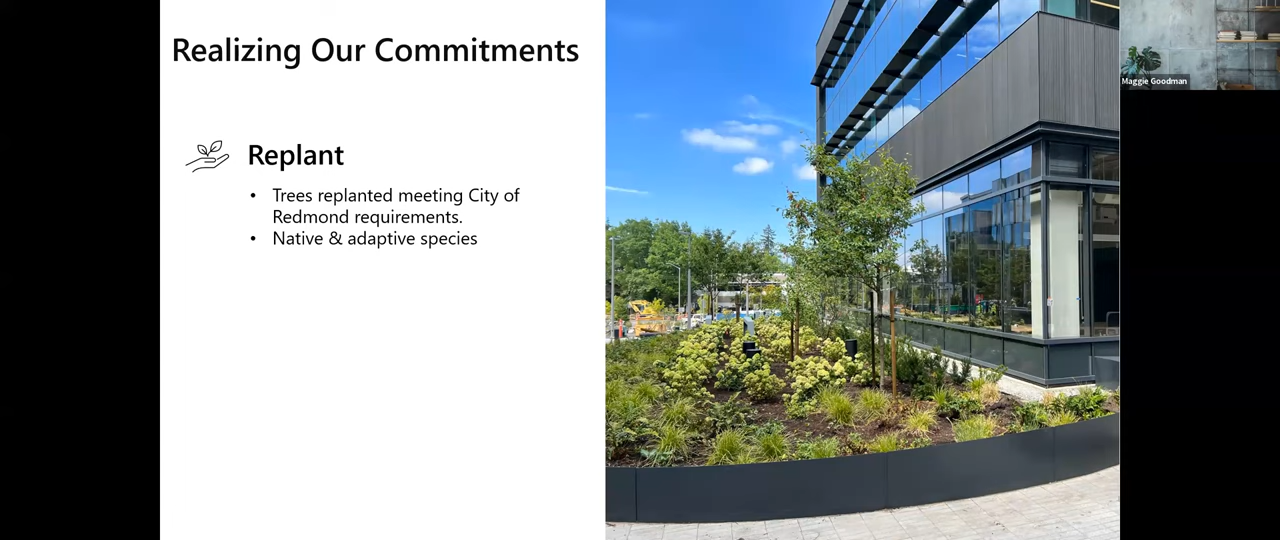 Realizing Our Commitments
Replant
• Trees replanted meeting City of
Redmond requirements.
• Native & adaptive species
Maggie Goodman